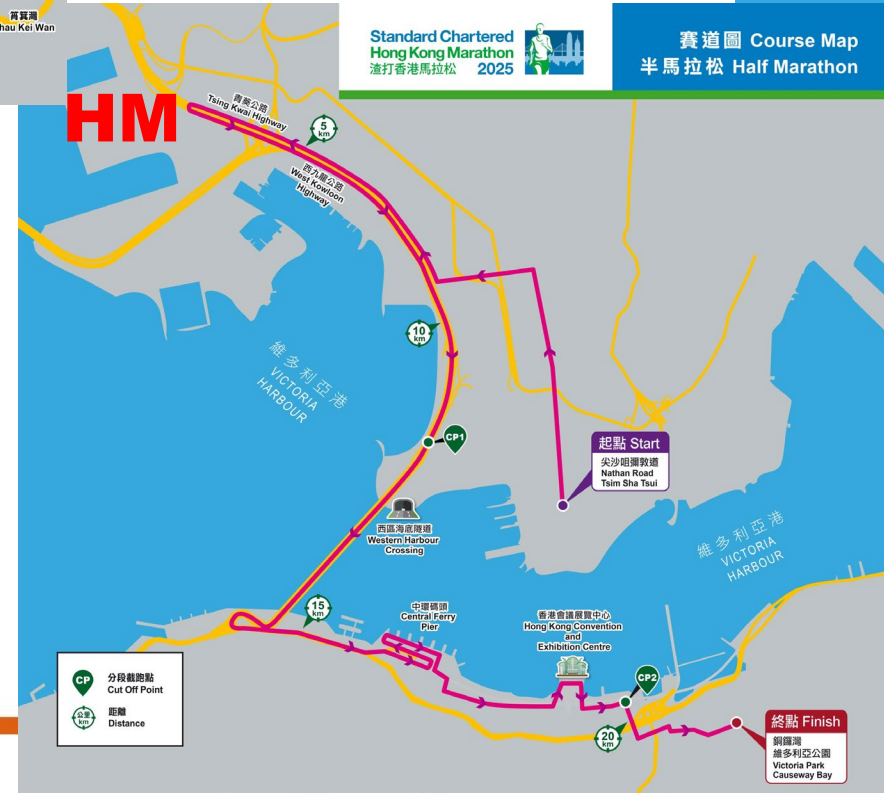 筲箕灣
hau Kei Wan
Standard Chartered
Hong Kong Marathon
渣打香港馬拉松 2025
賽道圖 Course Map
半馬拉松 Half Marathon
HM
青葵公路
Tsing Kwai Highway
5
km
西九龍公路
West Kowloon
Highway
10
km
維多利亞港
VICTORIA
HARBOUR
CP1
起點 Start
尖沙咀彌敦道
Nathan Road
Tsim Sha Tsui
西區海底隧道
Western Harbour
Crossing
維多利亞港
VICTORIA
HARBOUR
15
km
中環碼頭
Central Ferry
Pier
香港會議展覽中心
Hong Kong Convention
and
Exhibition Centre
CP2
20
km
CP
分段截跑點
Cut Off Point
公里
km
距離
Distance
終點 Finish
銅鑼灣
維多利亞公園
Victoria Park
Causeway Bay